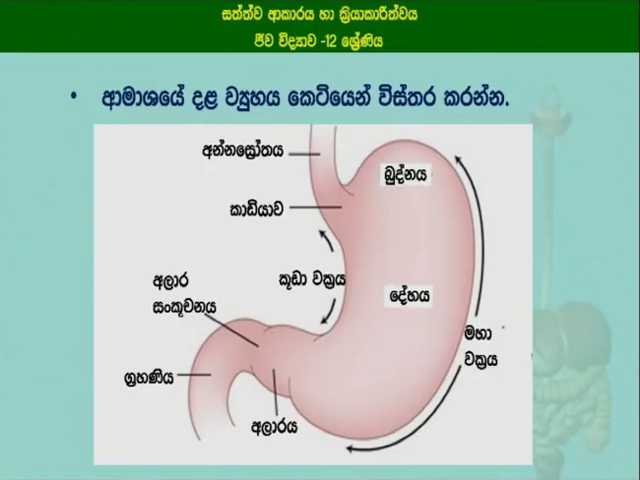 සත්ත්ව ආකාරය හා ක්‍රියාකාරිත්වය
ජීව විද්‍යාව -12 ශ්‍රේණිය
• ආමාශයේ දළ ව්‍යුහය කෙටියෙන් විස්තර කරන්න.
අන්නස්‍රෝතය
බුද්නය
කාඩියාව
අලාර
සංකූචනය
කුඩා වක්‍රය
දේහය
මහා
වක්‍රය
ග්‍රහණිය
අලාරය